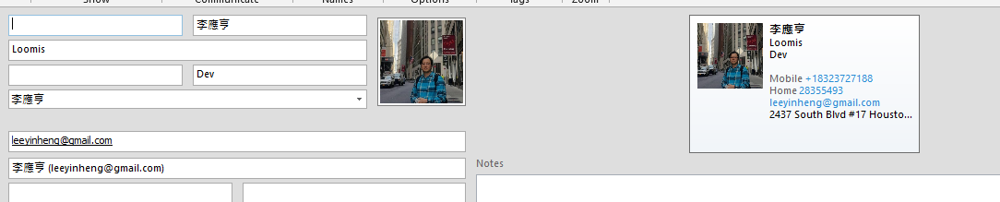 Show Communicate Names Options Tags Zoom
李應亨
Loomis
Dev
李應亨
leeyinheng@gmail.com
李應亨 (leeyinheng@gmail.com)
李應亨
Loomis
Dev
Mobile +18323727188
Home 28355493
leeyinheng@gmail.com
2437 South Blvd #17 Housto...
Notes